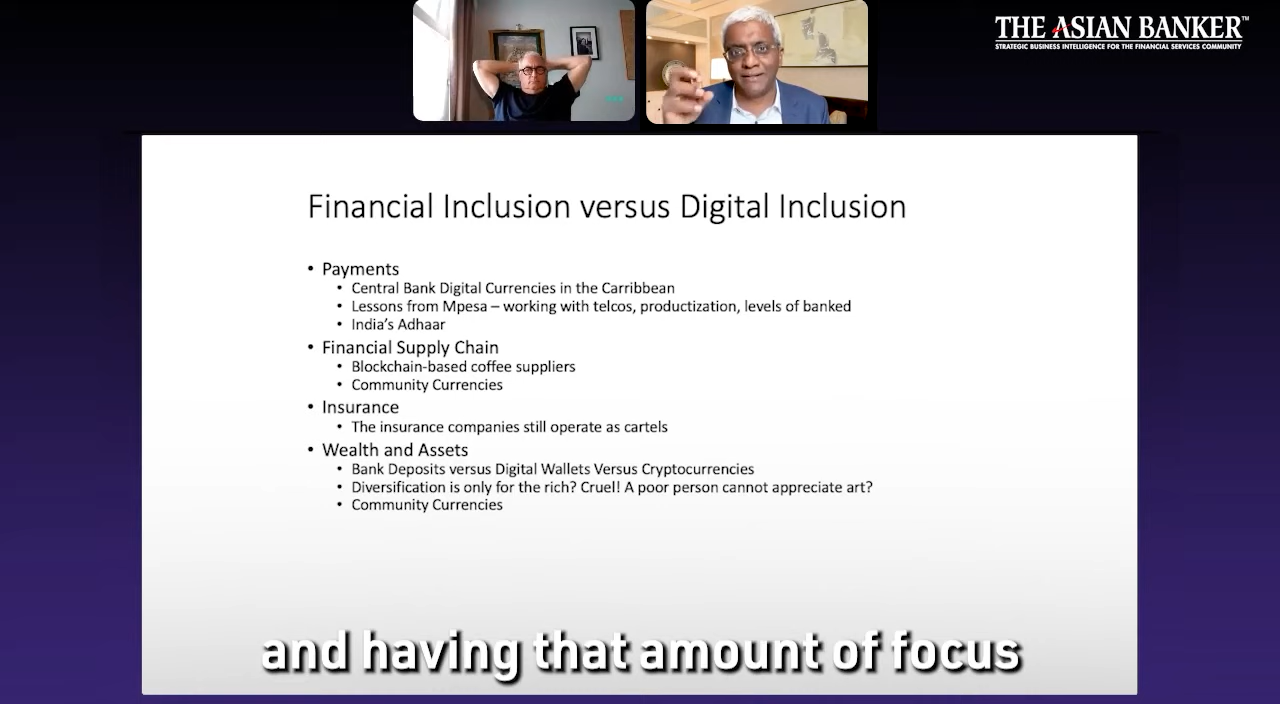 THE ASIAN BANKER™
STRATEGIC BUSINESS INTELLIGENCE FOR THE FINANCIAL SERVICES COMMUNITY
Financial Inclusion versus Digital Inclusion
• Payments
• Central Bank Digital Currencies in the Carribbean
• Lessons from Mpesa – working with telcos, productization, levels of banked
• India's Adhaar
• Financial Supply Chain
• Blockchain-based coffee suppliers
• Community Currencies
• Insurance
• The insurance companies still operate as cartels
• Wealth and Assets
• Bank Deposits versus Digital Wallets Versus Cryptocurrencies
• Diversification is only for the rich? Cruel! A poor person cannot appreciate art?
• Community Currencies
and having that amount of focus